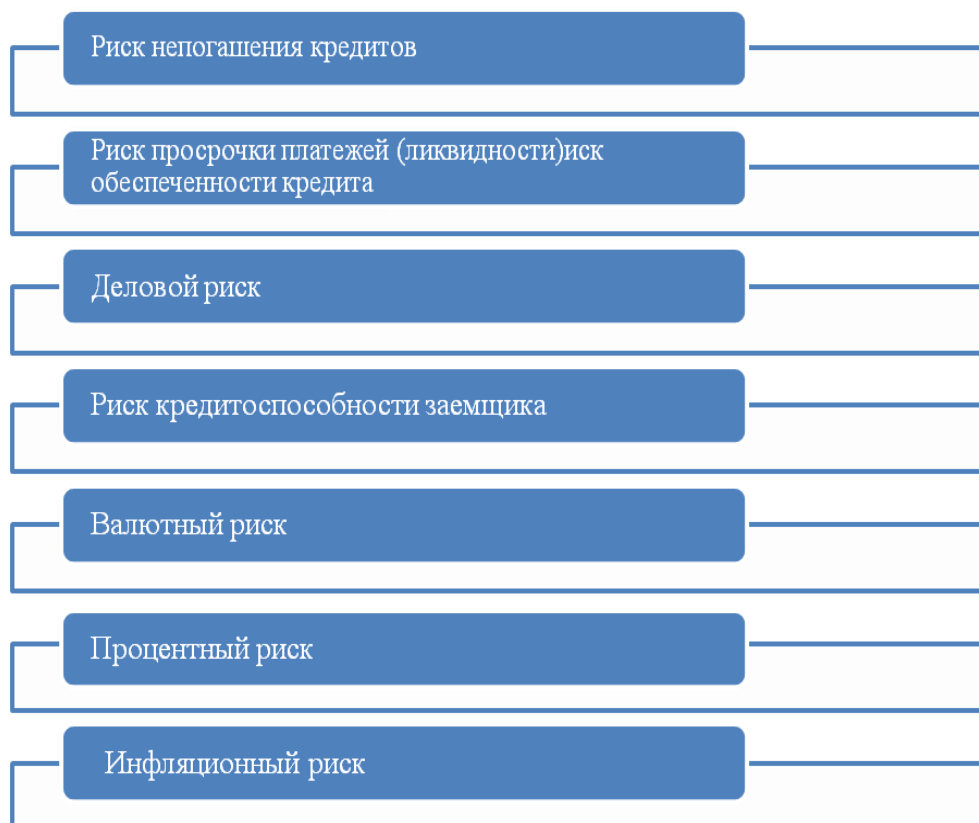 Риск непогашения кредитов
Риск просрочки платежей (ликвидности)иск
обеспеченности кредита
Деловой риск
Риск кредитоспособности заемщика
Валютный риск
Процентный риск
Инфляционный риск